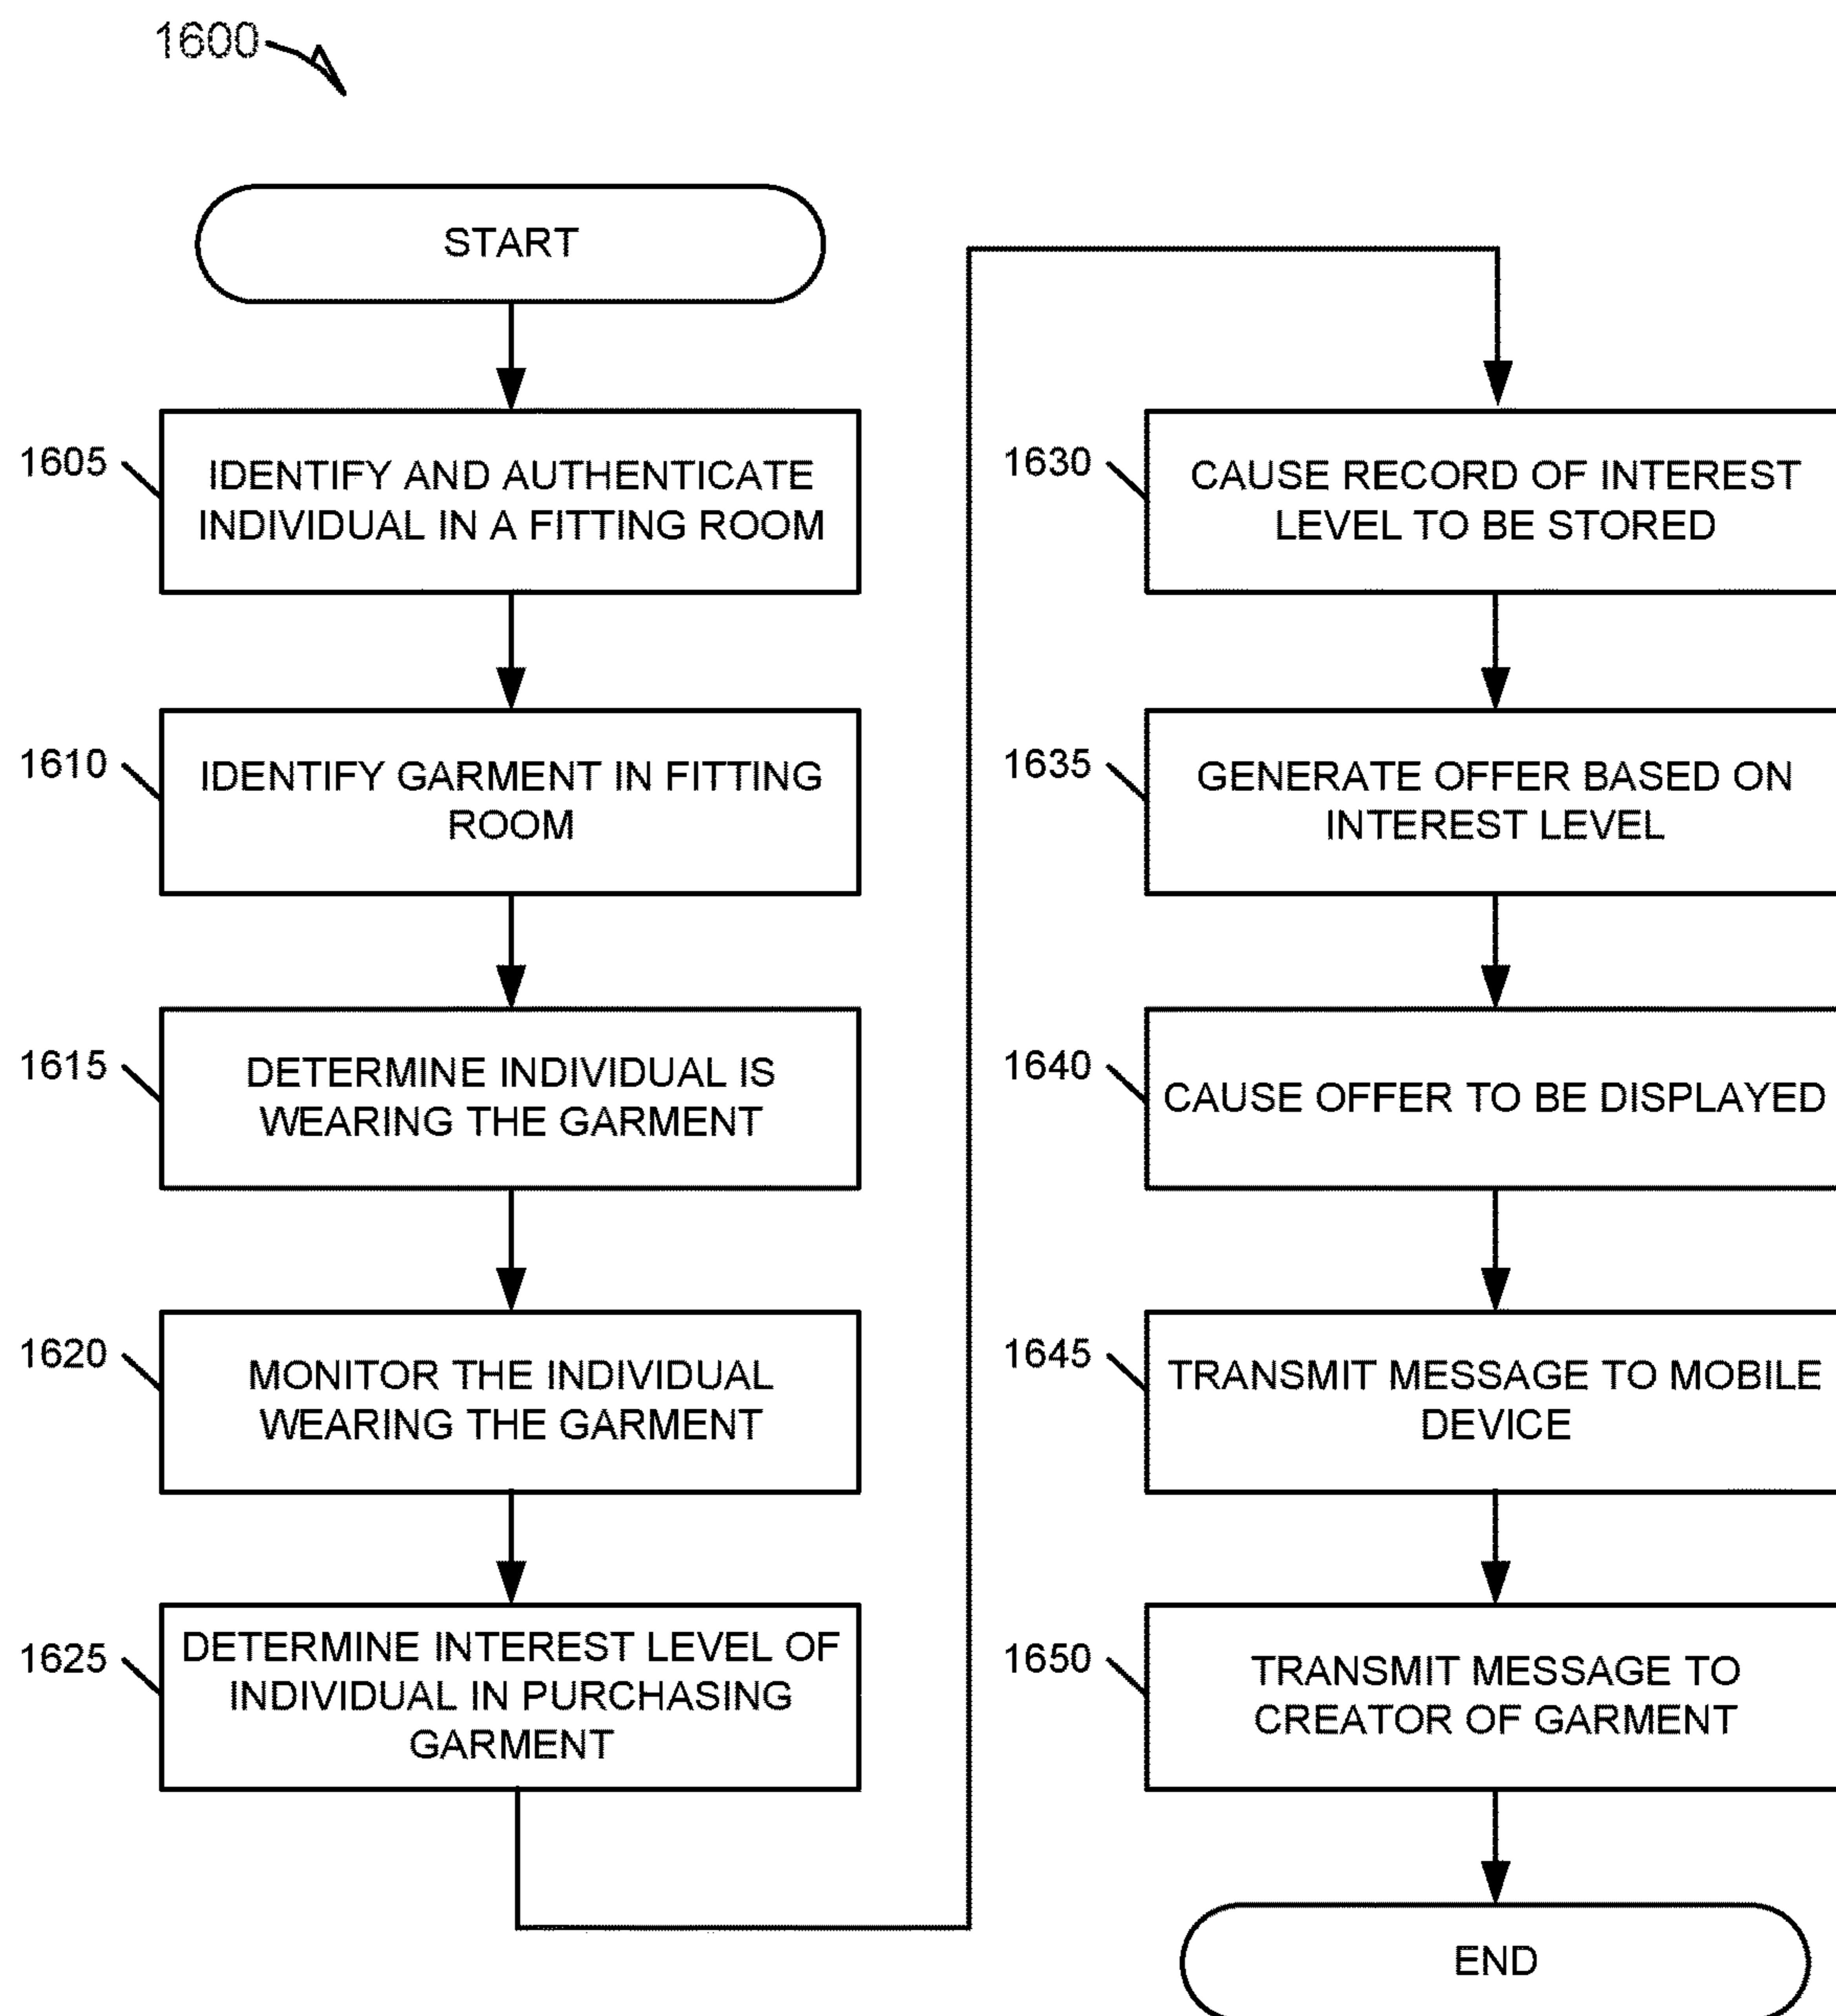 1600
START
1605
IDENTIFY AND AUTHENTICATE
INDIVIDUAL IN A FITTING ROOM
1610
IDENTIFY GARMENT IN FITTING
ROOM
1615
DETERMINE INDIVIDUAL IS
WEARING THE GARMENT
1620
MONITOR THE INDIVIDUAL
WEARING THE GARMENT
1625
DETERMINE INTEREST LEVEL OF
INDIVIDUAL IN PURCHASING
GARMENT
1630
CAUSE RECORD OF INTEREST
LEVEL TO BE STORED
1635
GENERATE OFFER BASED ON
INTEREST LEVEL
1640
CAUSE OFFER TO BE DISPLAYED
1645
TRANSMIT MESSAGE TO MOBILE
DEVICE
1650
TRANSMIT MESSAGE TO
CREATOR OF GARMENT
END